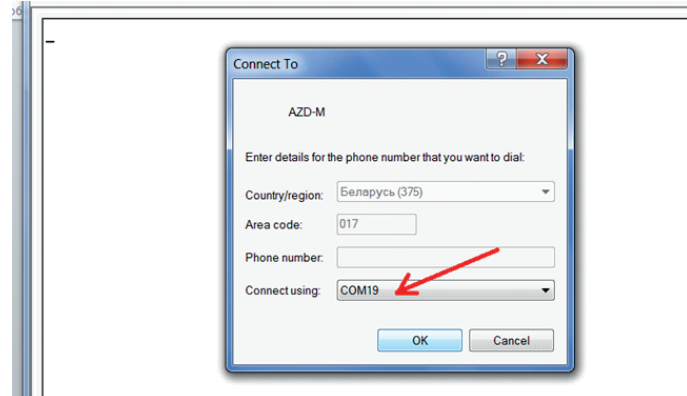 Connect To
AZD-M
Enter details for the phone number that you want to dial:
Country/region: Беларусь (375)
Area code: 017
Phone number:
Connect using: COM19
OK Cancel